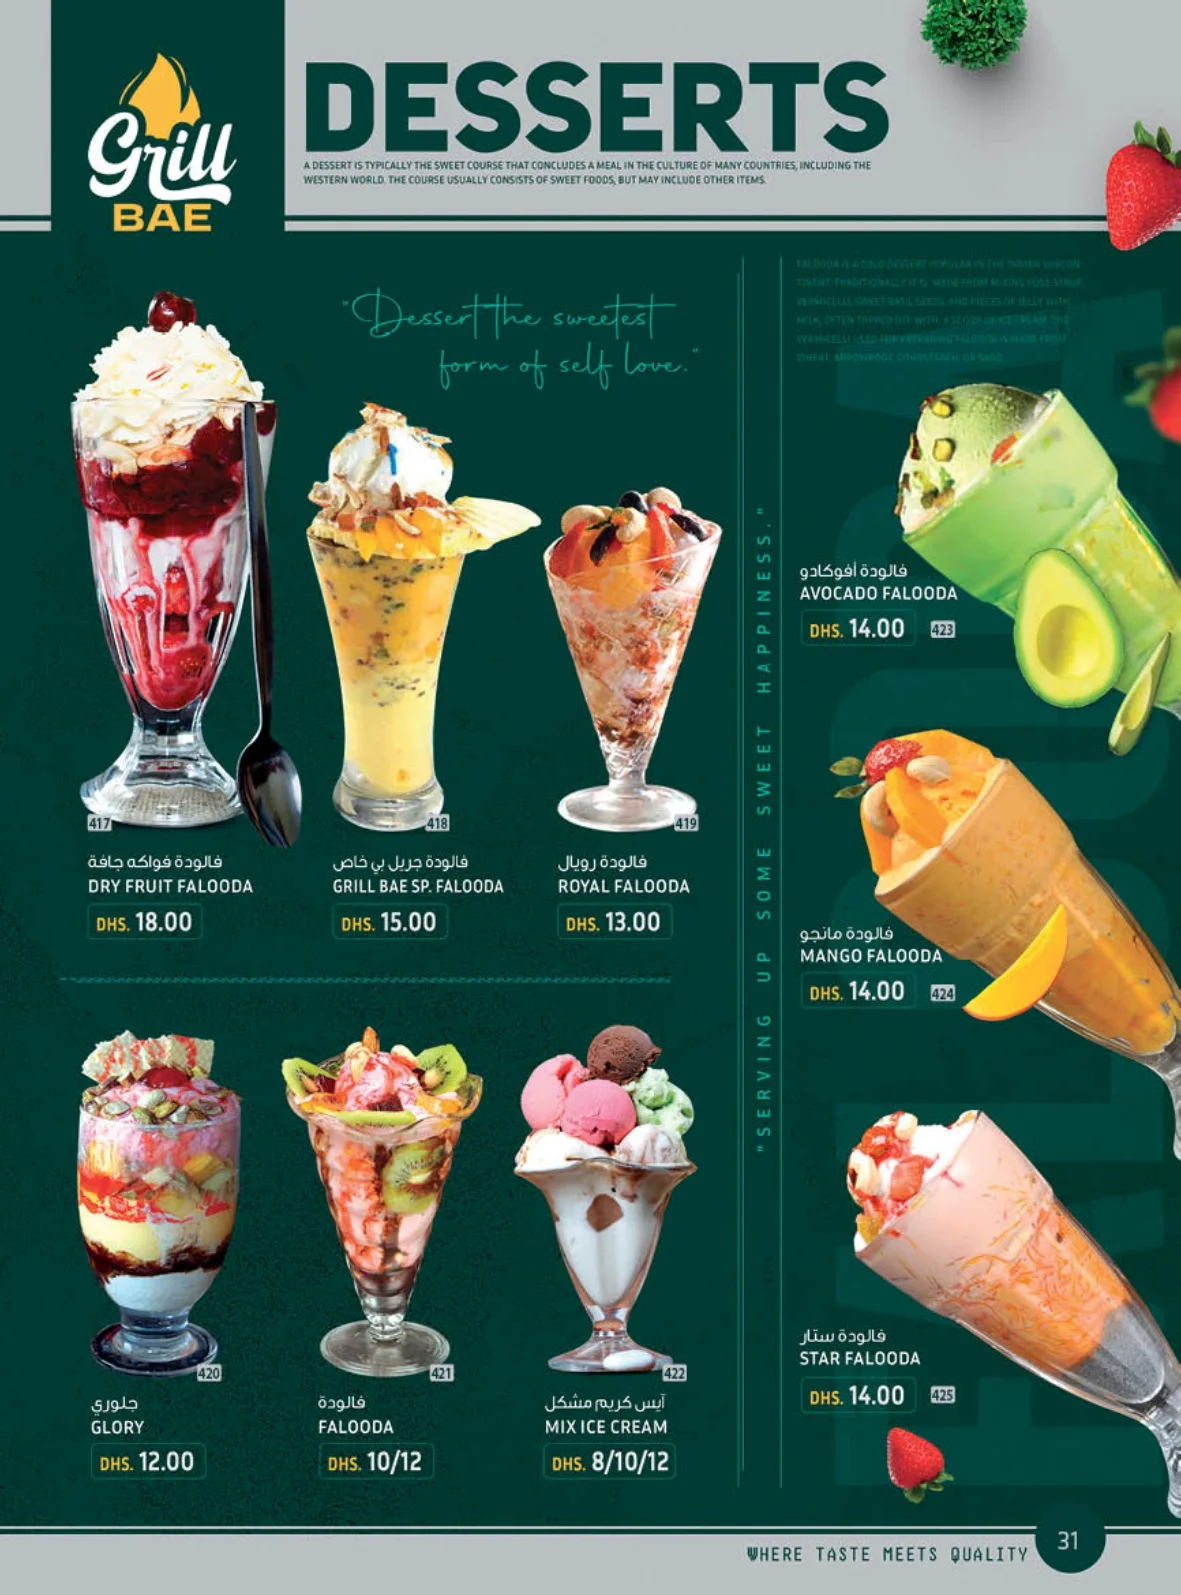 Grill
BAE
DESSERTS
A DESSERT IS TYPICALLY THE SWEET COURSE THAT CONCLUDES A MEAL IN THE CULTURE OF MANY COUNTRIES, INCLUDING THE
WESTERN WORLD. THE COURSE USUALLY CONSISTS OF SWEET FOODS, BUT MAY INCLUDE OTHER ITEMS.
"Dessert the sweetest
form of self love."
417
فالودة فواكه جافة
DRY FRUIT FALOODA
DHS. 18.00
418
فالودة جريل بي خاص
GRILL BAE SP. FALOODA
DHS. 15.00
419
فالودة رويال
ROYAL FALOODA
DHS. 13.00
420
جلوري
GLORY
DHS. 12.00
421
فالودة
FALOODA
DHS. 10/12
422
آيس كريم مشكل
MIX ICE CREAM
DHS. 8/10/12
"SERVING UP SOME SWEET HAPPINESS."
FALOODA IS A COLD DESSERT POPULAR IN THE INDIAN SUBCON
TINENT. TRADITIONALLY IT IS MADE FROM MIXING ROSE SYRUP,
VERMICELLI, SWEET BASIL SEEDS, AND PIECES OF JELLY WITH
MILK, OFTEN TOPPED OFF WITH A SCOOP OF ICE CREAM. THE
VERMICELLI USED FOR PREPARING FALOODA IS MADE FROM
WHEAT, ARROWROOT, CORNSTARCH, OR SAGO.
FALOODA
فالودة أفوكادو
AVOCADO FALOODA
DHS. 14.00 423
فالودة مانجو
MANGO FALOODA
DHS. 14.00 424
فالودة ستار
STAR FALOODA
DHS. 14.00 425
WHERE TASTE MEETS QUALITY
31